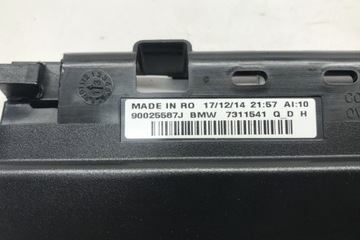 MADE IN RO 17/12/14 21:57 AI:10
90025587J BMW 7311541 Q_D H